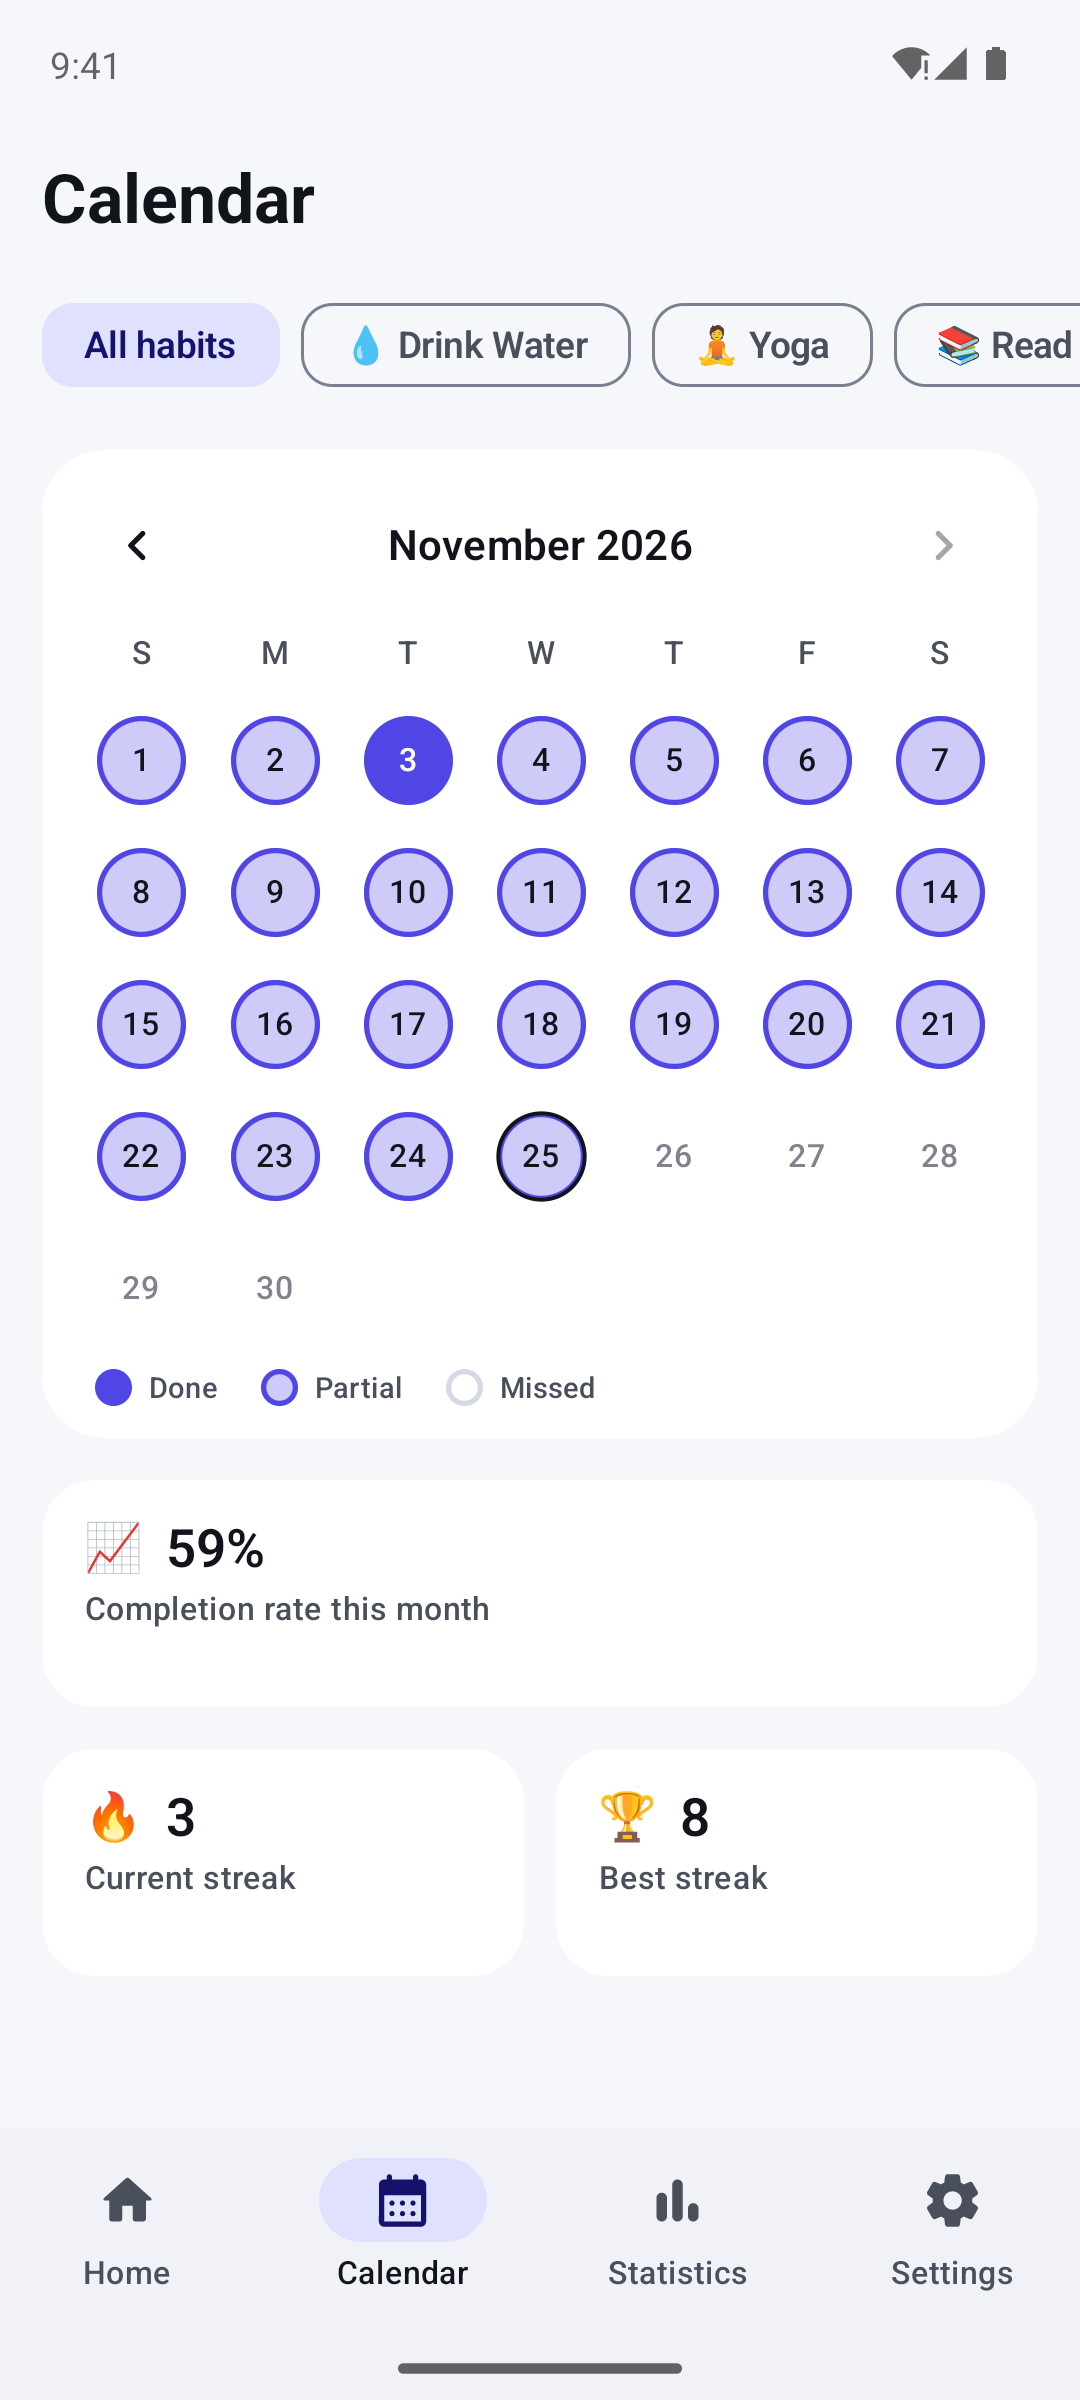 9:41
Calendar
All habits
Drink Water
Yoga
Read
November 2026
S M T W T F S
1 2 3 4 5 6 7
8 9 10 11 12 13 14
15 16 17 18 19 20 21
22 23 24 25 26 27 28
29 30
Done Partial Missed
59%
Completion rate this month
3
Current streak
8
Best streak
Home Calendar Statistics Settings